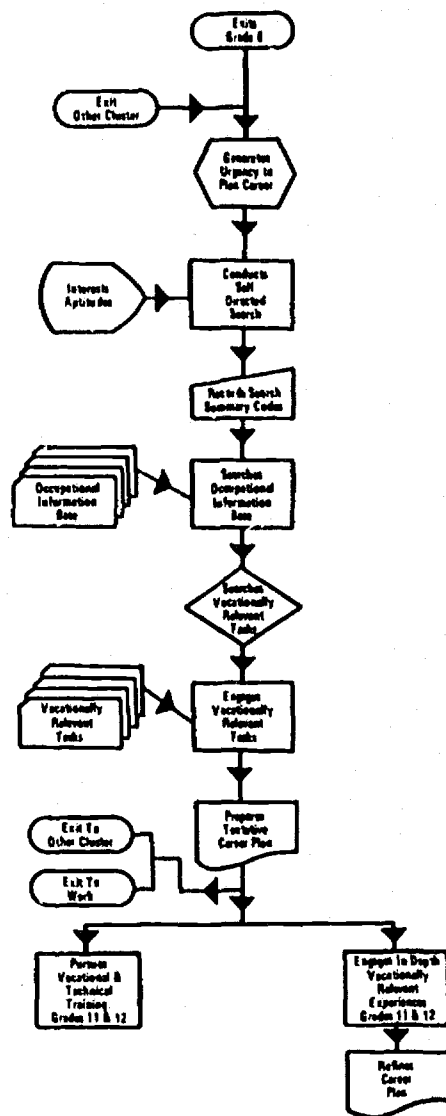 Exits
Grade 8
Exit
Other Cluster
Generates
Urgency to
Plan Career
Interests
Aptitudes
Conducts
Self
Directed
Search
Records Search
Summary Codes
Occupational
Information
Base
Searches
Occupational
Information
Base
Searches
Vocationally
Relevant
Tasks
Vocationally
Relevant
Tasks
Engages
Vocationally
Relevant
Tasks
Prepares
Tentative
Career Plan
Exit To
Other Cluster
Exit To
Work
Pursues
Vocational &
Technical
Training
Grades 11 & 12
Engages In Depth
Vocationally
Relevant
Experiences
Grades 11 & 12
Refines
Career
Plan